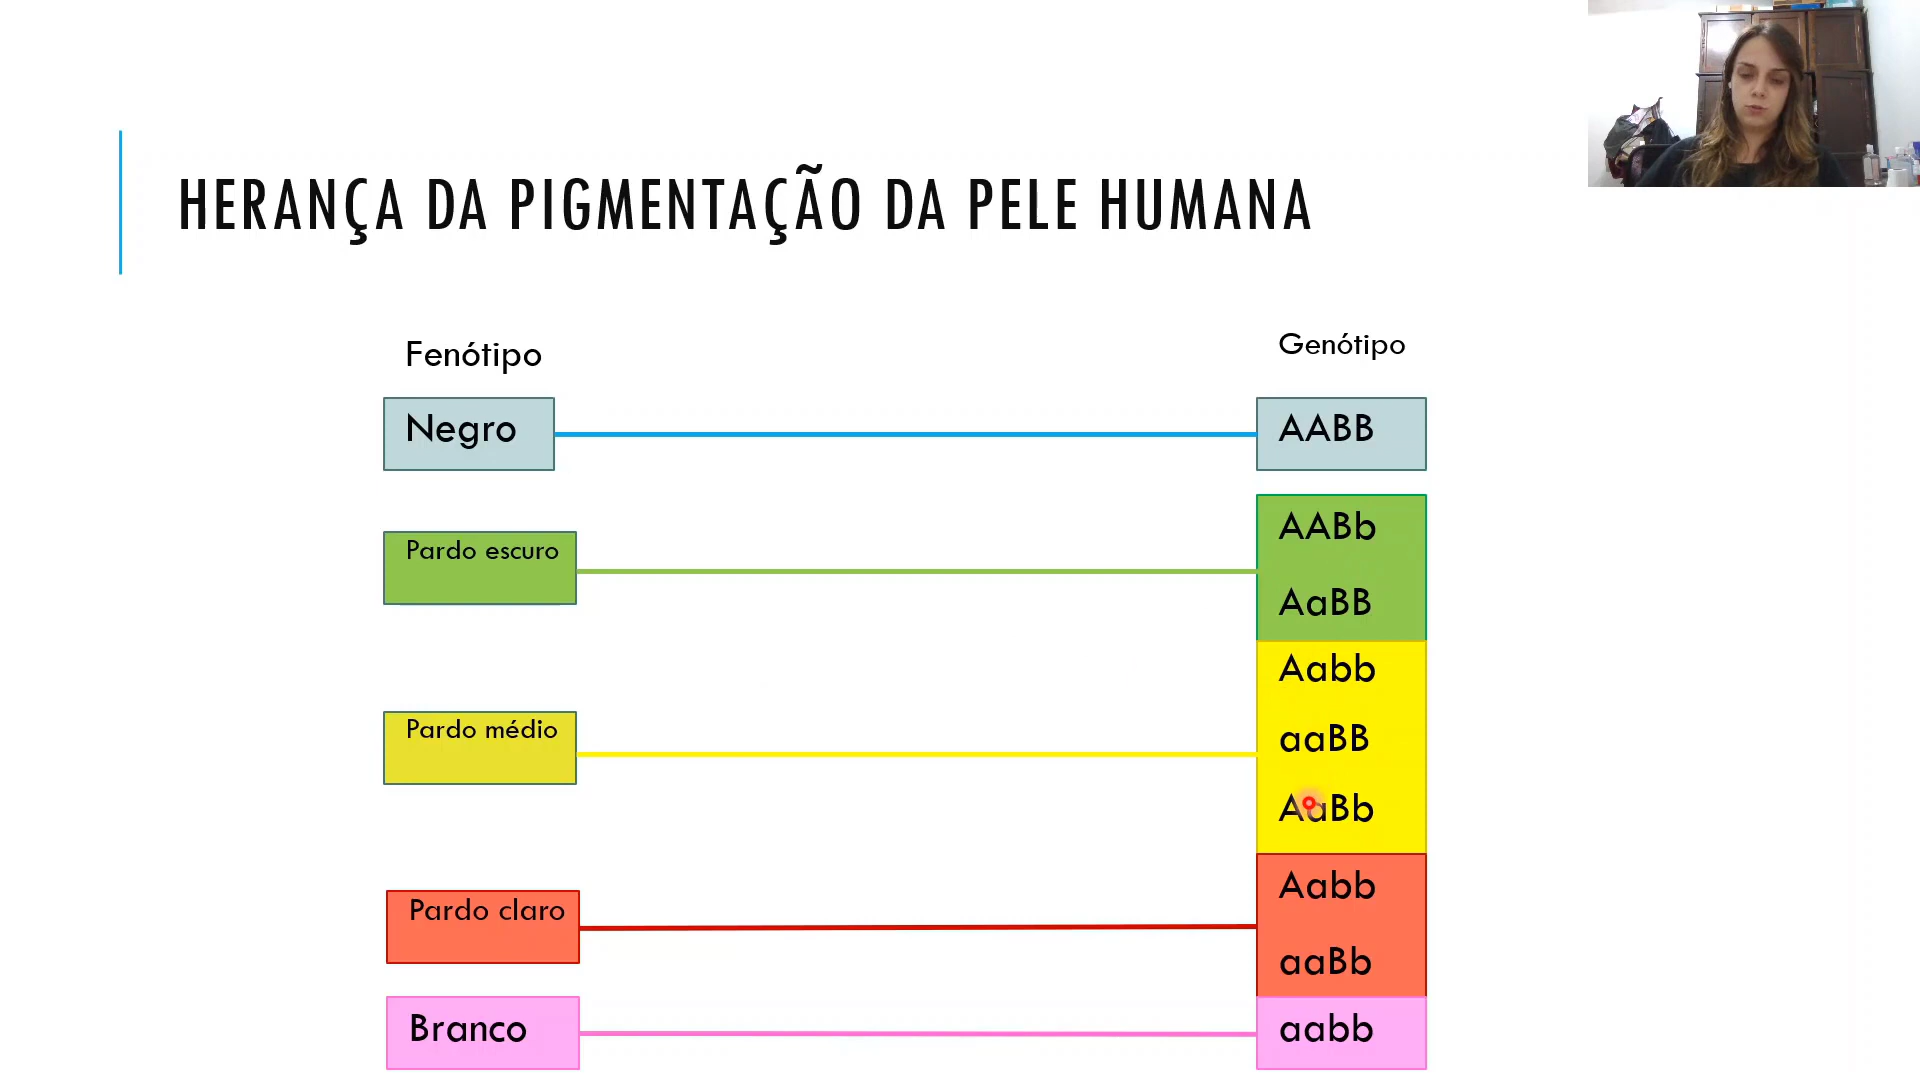 HERANÇA DA PIGMENTAÇÃO DA PELE HUMANA
Fenótipo
Genótipo
Negro
AABB
Pardo escuro
AABb
AaBB
Pardo médio
Aabb
aaBB
AaBb
Pardo claro
Aabb
aaBb
Branco
aabb